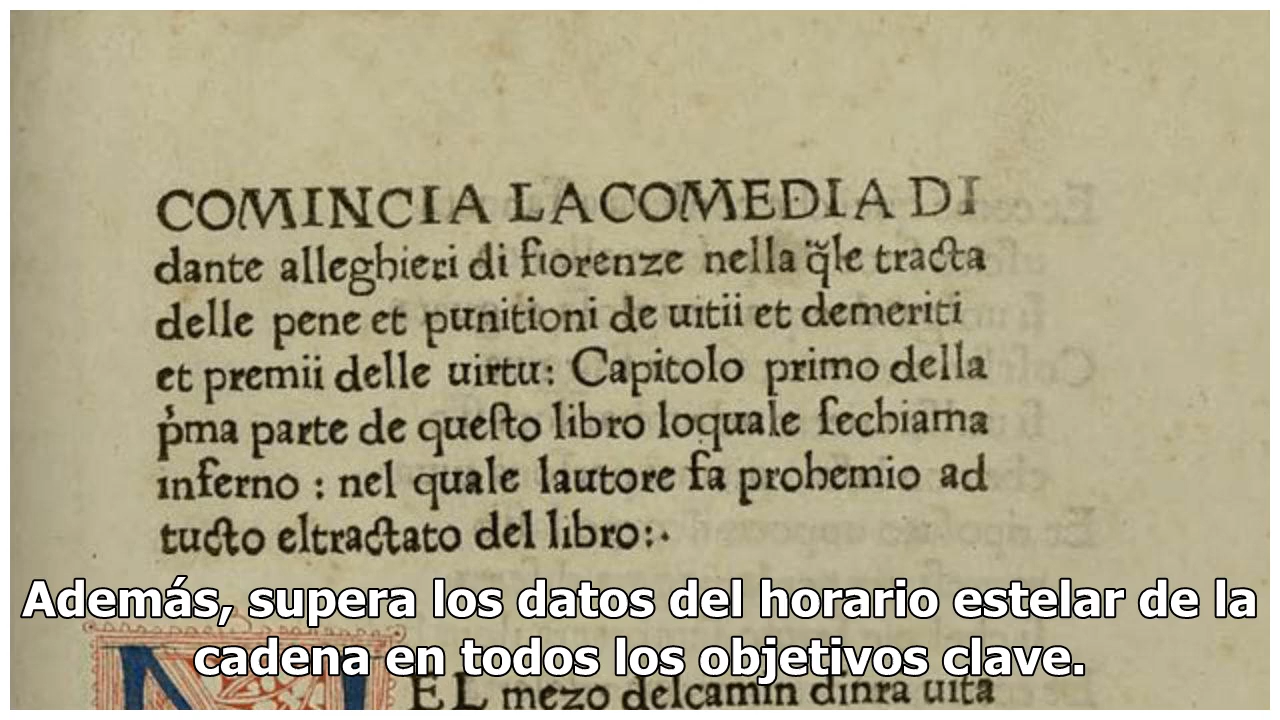 COMINCIA LA COMEDIA DI
dante alleghieri di fiorenze nella q̃le tracta
delle pene et punitioni de uitii et demeriti
et premii delle uirtu: Capitolo primo della
p̃ma parte de queſto libro loquale ſechiama
inferno : nel quale lautore fa prohemio ad
tucto eltractato del libro:·
Además, supera los datos del horario estelar de la
cadena en todos los objetivos clave.
NEL mezo delcamin dinra uita